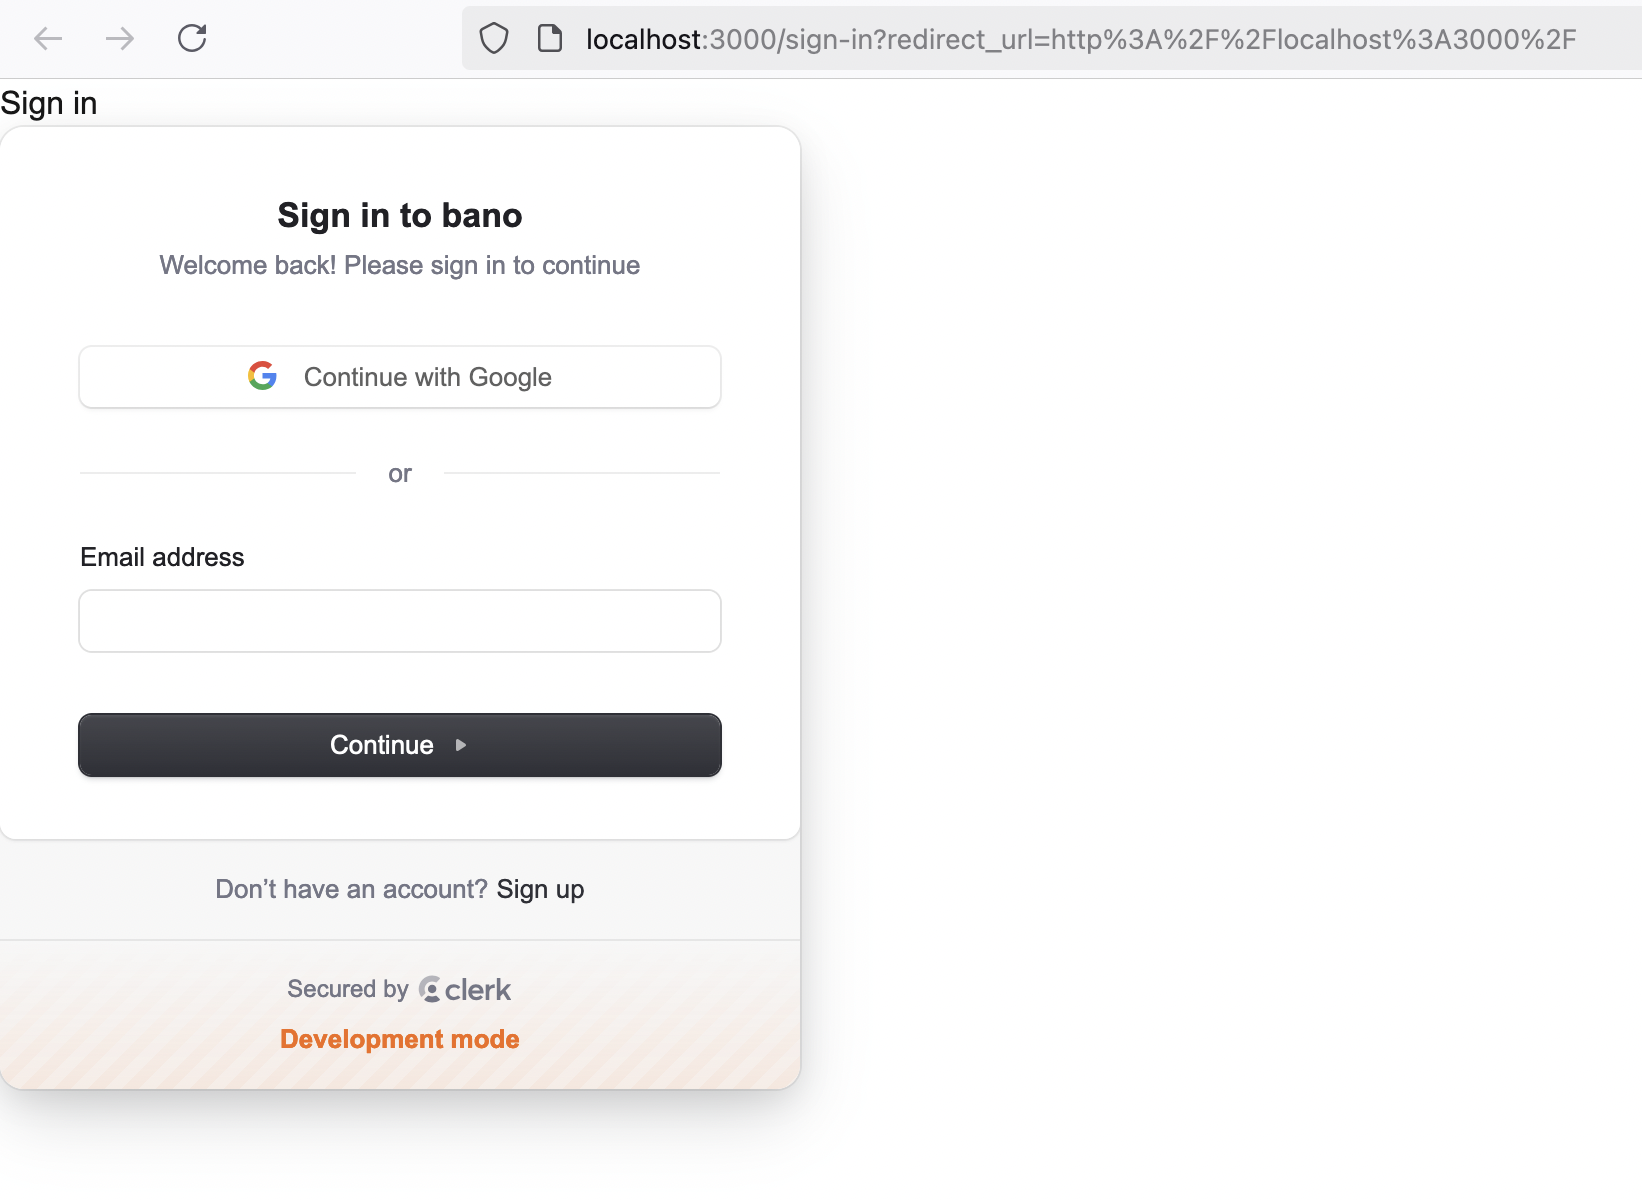 localhost:3000/sign-in?redirect_url=http%3A%2F%2Flocalhost%3A3000%2F
Sign in
Sign in to bano
Welcome back! Please sign in to continue
Continue with Google
or
Email address
Continue
Don’t have an account? Sign up
Secured by clerk
Development mode